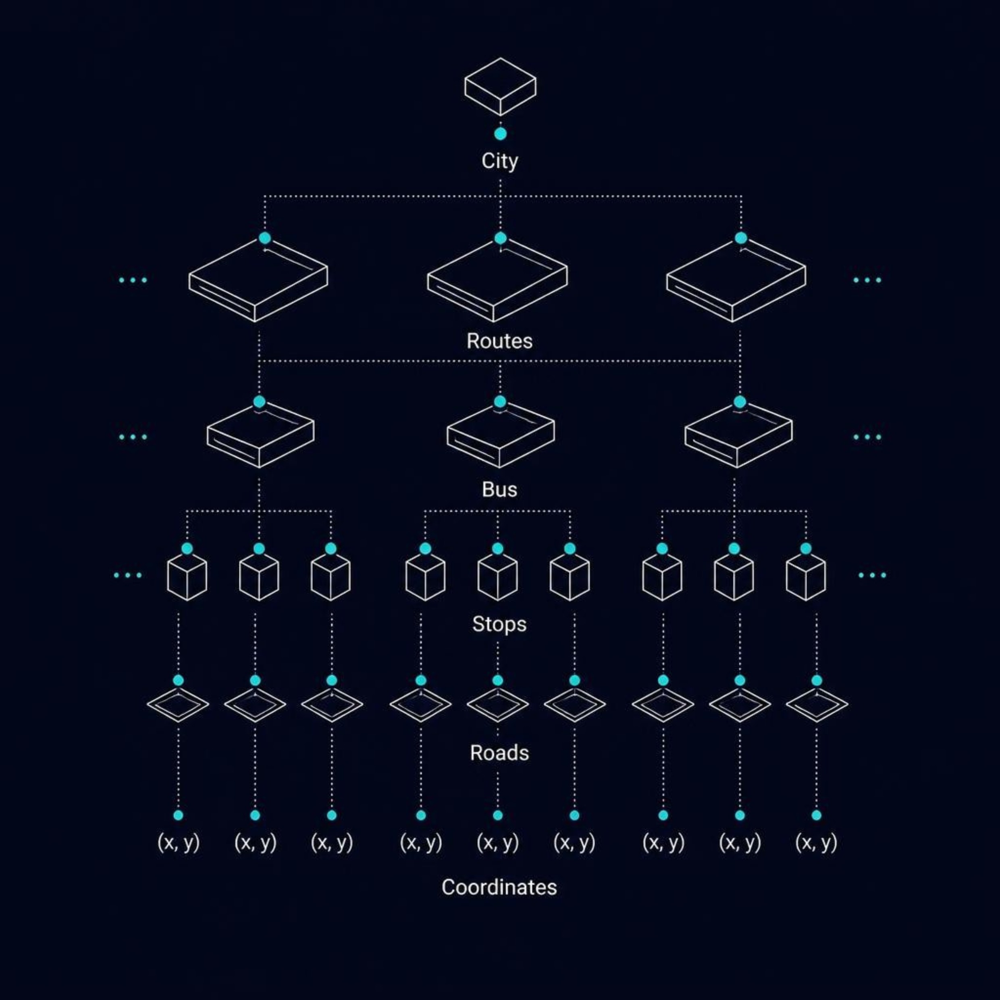 City
Routes
Bus
Stops
Roads
(x, y) (x, y) (x, y) (x, y) (x, y) (x, y) (x, y) (x, y) (x, y)
Coordinates